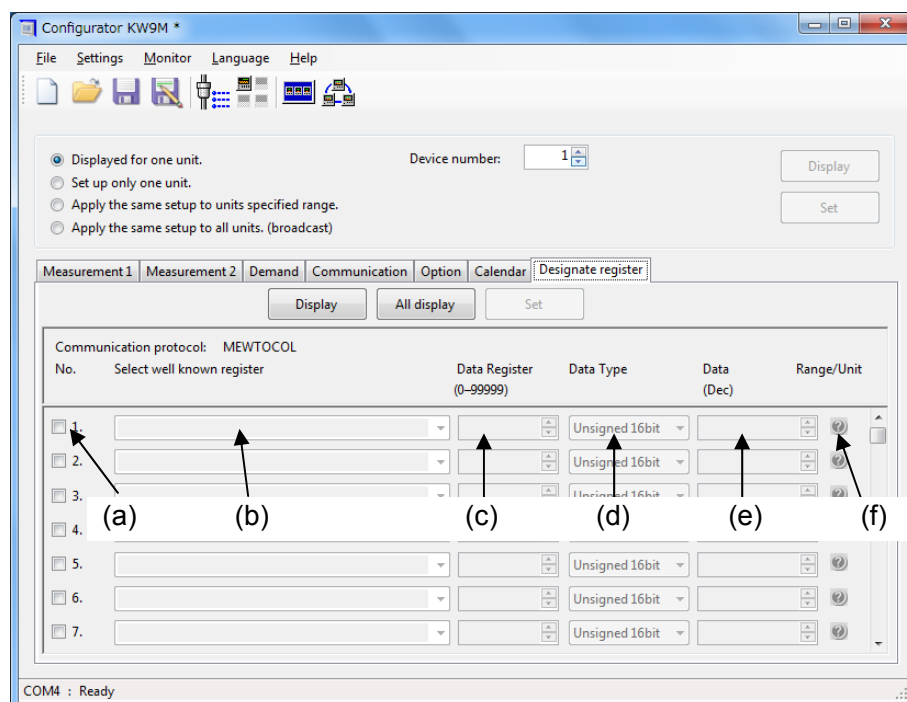 Configurator KW9M *
File Settings Monitor Language Help
Displayed for one unit. Device number: 1 Display
Set up only one unit.
Apply the same setup to units specified range. Set
Apply the same setup to all units. (broadcast)
Measurement 1 Measurement 2 Demand Communication Option Calendar Designate register
Display All display Set
Communication protocol: MEWTOCOL
No. Select well known register Data Register Data Type Data Range/Unit
(0–99999) (Dec)
1. Unsigned 16bit
2. Unsigned 16bit
3. Unsigned 16bit
(a) (b) (c) (d) (e) (f)
4.
5. Unsigned 16bit
6. Unsigned 16bit
7. Unsigned 16bit
COM4 : Ready